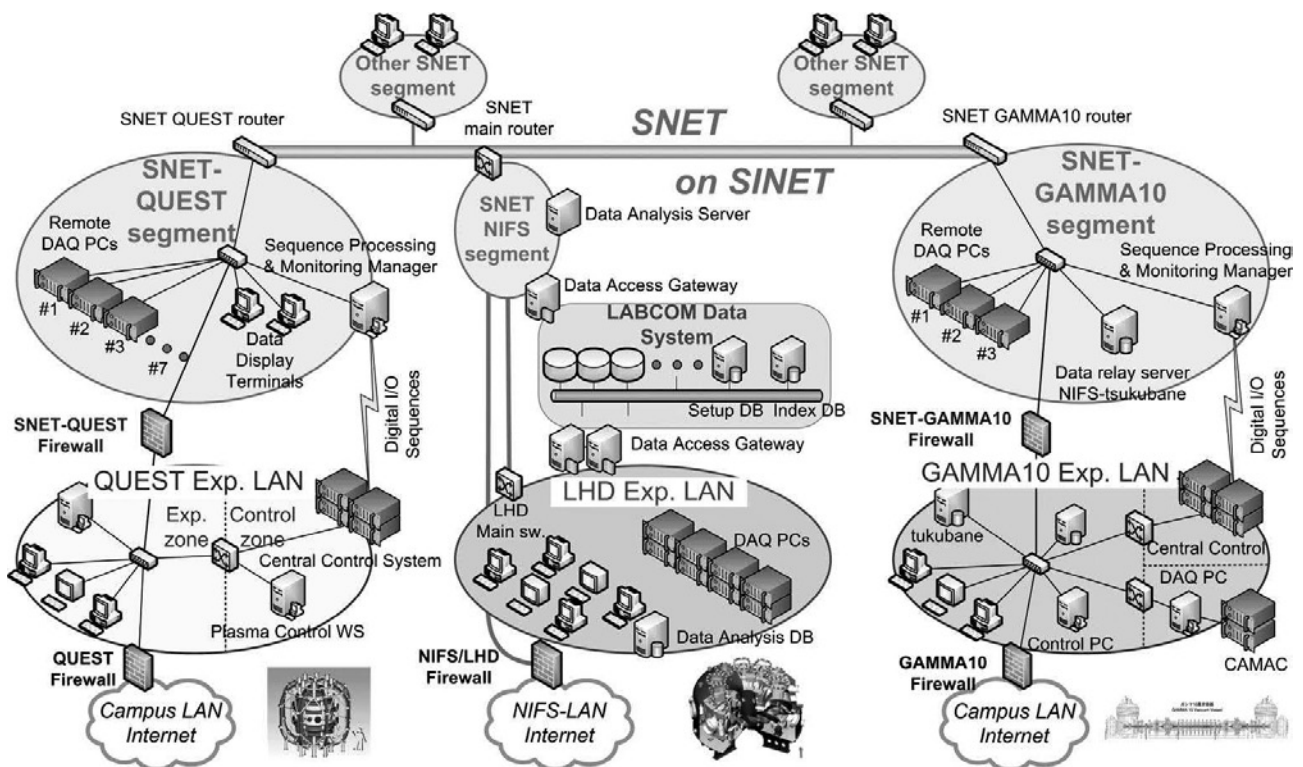 Other SNET
segment
Other SNET
segment
SNET QUEST router
SNET
main router
SNET
on SINET
SNET GAMMA10 router
SNET-
QUEST
segment
Remote
DAQ PCs
#1
#2
#3
#7
Sequence Processing
& Monitoring Manager
Data
Display
Terminals
SNET
NIFS
segment
Data Analysis Server
Data Access Gateway
LABCOM Data
System
Setup DB
Index DB
Data Access Gateway
SNET-
GAMMA10
segment
Remote
DAQ PCs
#1
#2
#3
Sequence Processing
& Monitoring Manager
Data relay server
NIFS-tsukubane
SNET-QUEST
Firewall
Digital I/O
Sequences
SNET-GAMMA10
Firewall
Digital I/O
Sequences
QUEST Exp. LAN
Exp.
zone
Control
zone
Central Control System
Plasma Control WS
LHD Exp. LAN
LHD
Main sw.
DAQ PCs
Data Analysis DB
GAMMA10 Exp. LAN
tukubane
Central Control
DAQ PC
Control PC
CAMAC
QUEST
Firewall
Campus LAN
Internet
NIFS/LHD
Firewall
NIFS-LAN
Internet
GAMMA10
Firewall
Campus LAN
Internet